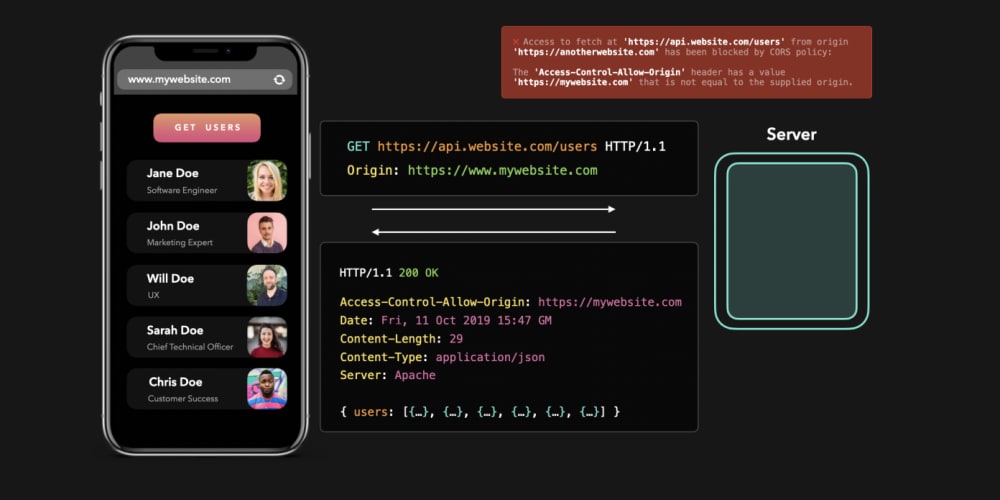 www.mywebsite.com
GET USERS
Jane Doe
Software Engineer
John Doe
Marketing Expert
Will Doe
UX
Sarah Doe
Chief Technical Officer
Chris Doe
Customer Success
× Access to fetch at 'https://api.website.com/users' from origin
'https://anotherwebsite.com' has been blocked by CORS policy:
The 'Access-Control-Allow-Origin' header has a value
'https://mywebsite.com' that is not equal to the supplied origin.
GET https://api.website.com/users HTTP/1.1
Origin: https://www.mywebsite.com
HTTP/1.1 200 OK
Access-Control-Allow-Origin: https://mywebsite.com
Date: Fri, 11 Oct 2019 15:47 GM
Content-Length: 29
Content-Type: application/json
Server: Apache
{ users: [{…}, {…}, {…}, {…}, {…}, {…}] }
Server